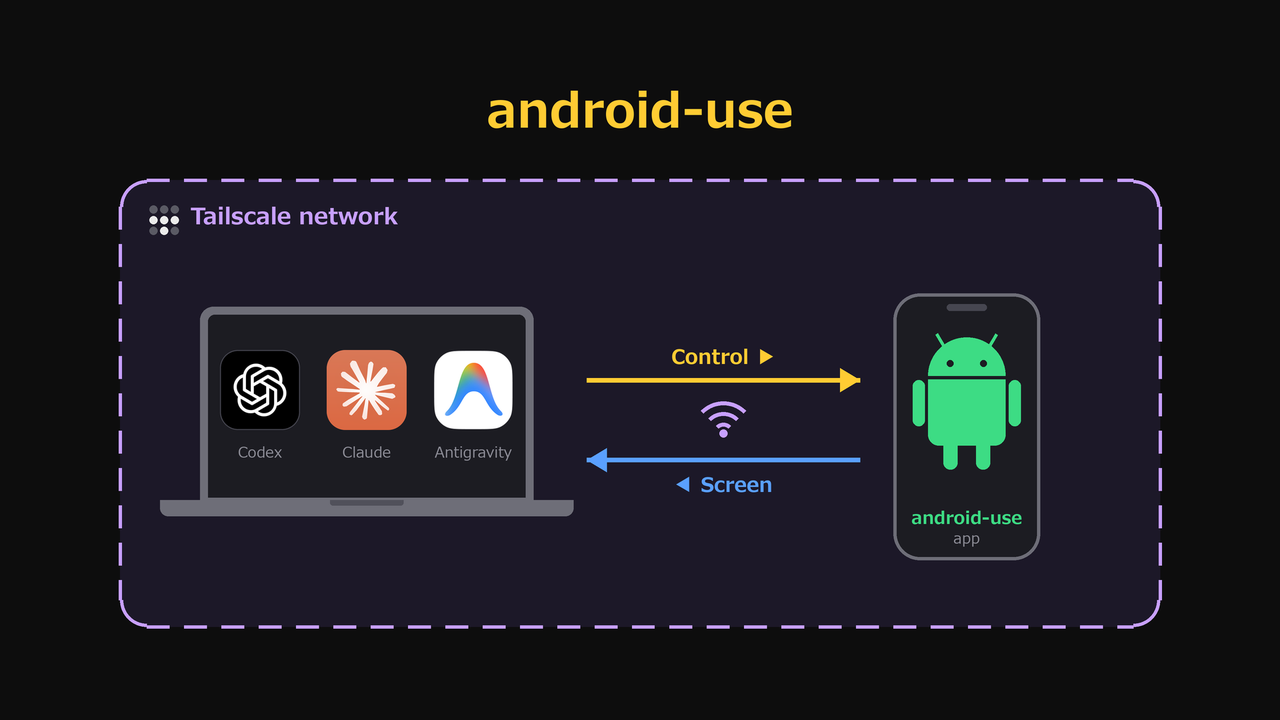 android-use
Tailscale network
Codex
Claude
Antigravity
Control ▶
◀ Screen
android-use
app